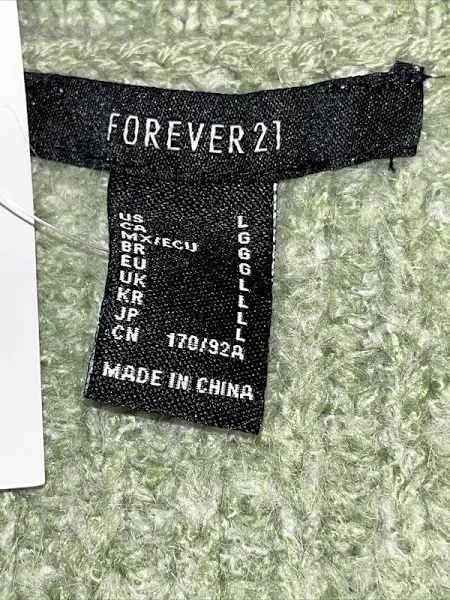 FOREVER 21
US L
CA G
MX/ECU G
BR G
EU L
UK L
KR L
JP L
CN 170/92A
MADE IN CHINA